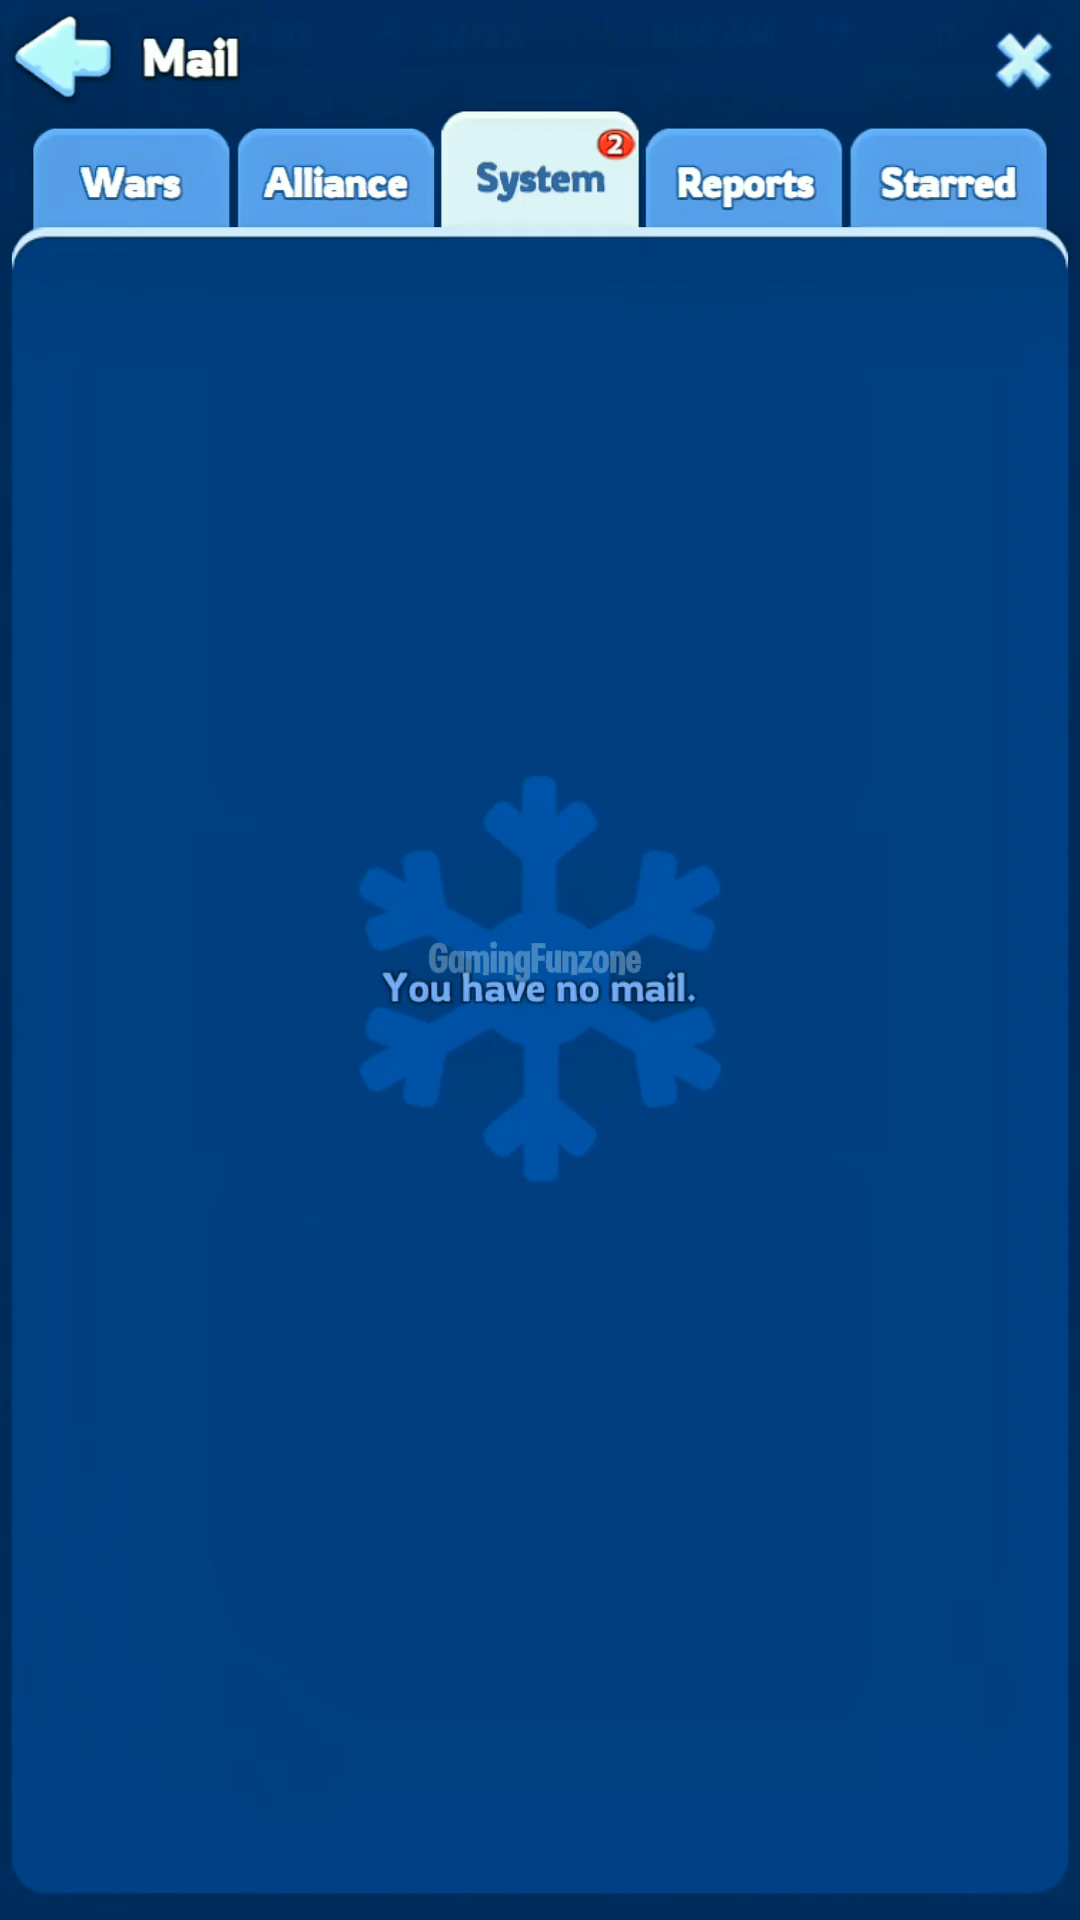 Mail
Wars
Alliance
System
2
Reports
Starred
GamingFunzone
You have no mail.